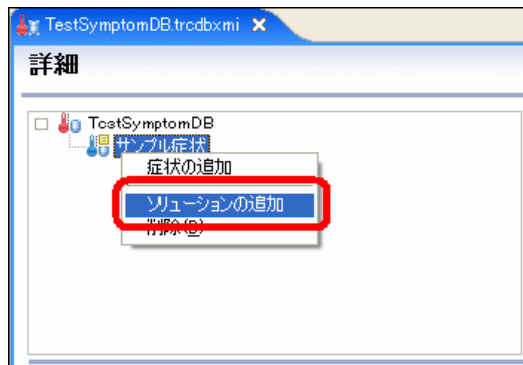 TestSymptomDB.trcdbxmi
詳細
TestSymptomDB
サンプル症状
症状の追加
ソリューションの追加
削除(D)